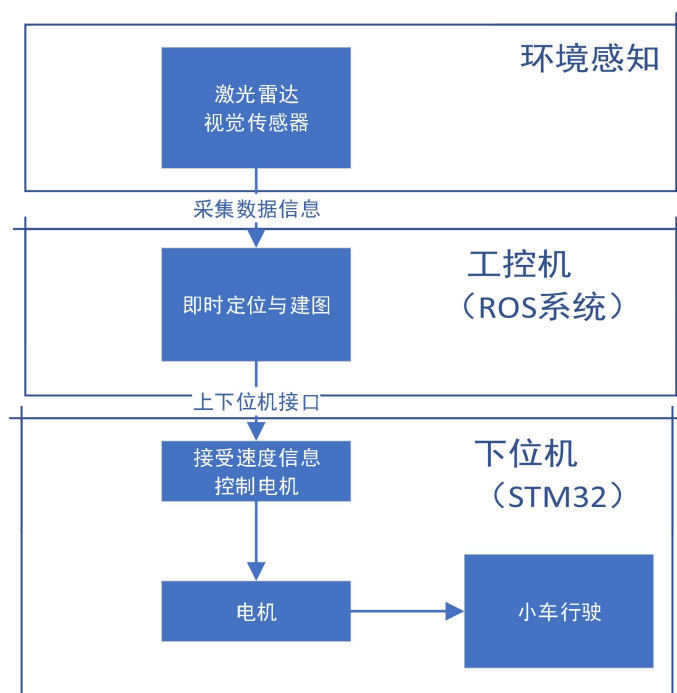 环境感知
激光雷达
视觉传感器
采集数据信息
工控机
（ROS系统）
即时定位与建图
上下位机接口
下位机
（STM32）
接受速度信息
控制电机
电机
小车行驶